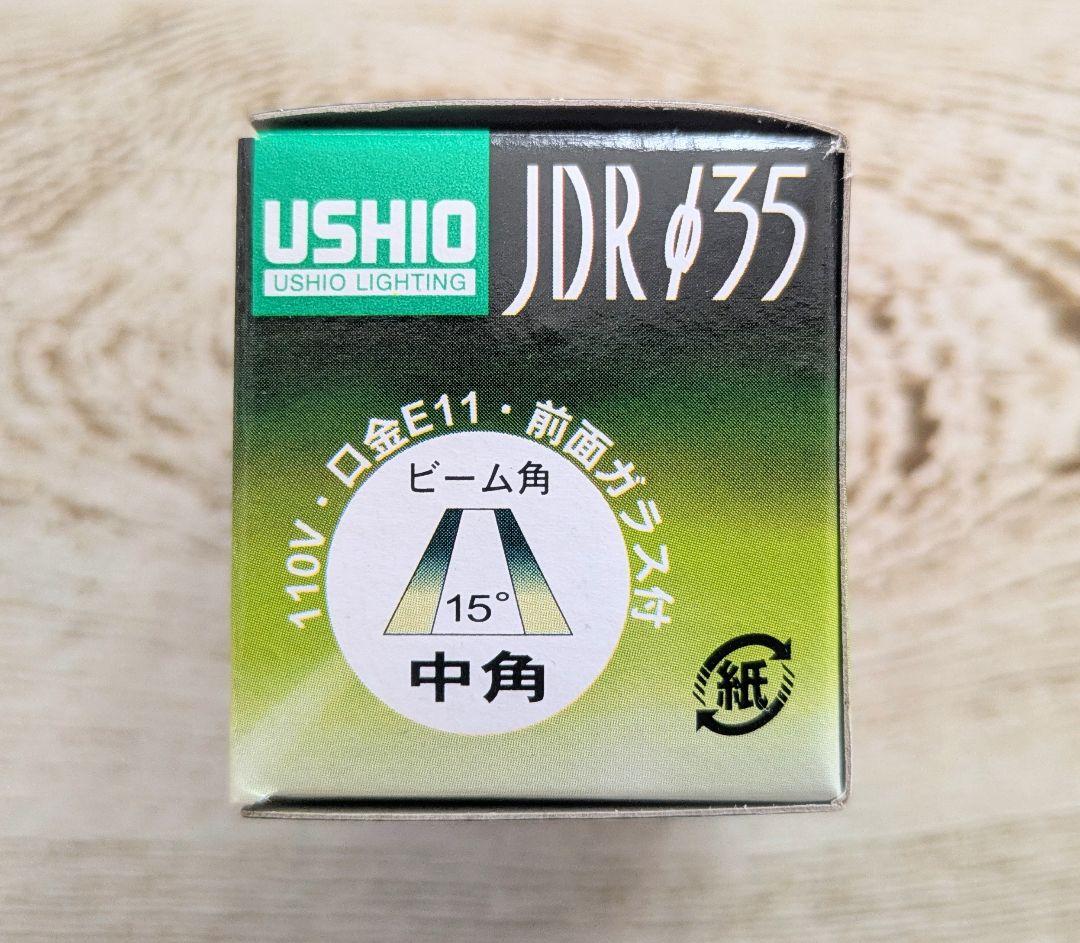 USHIO
USHIO LIGHTING
JDR φ35
110V・口金E11・前面ガラス付
ビーム角
15°
中角
紙